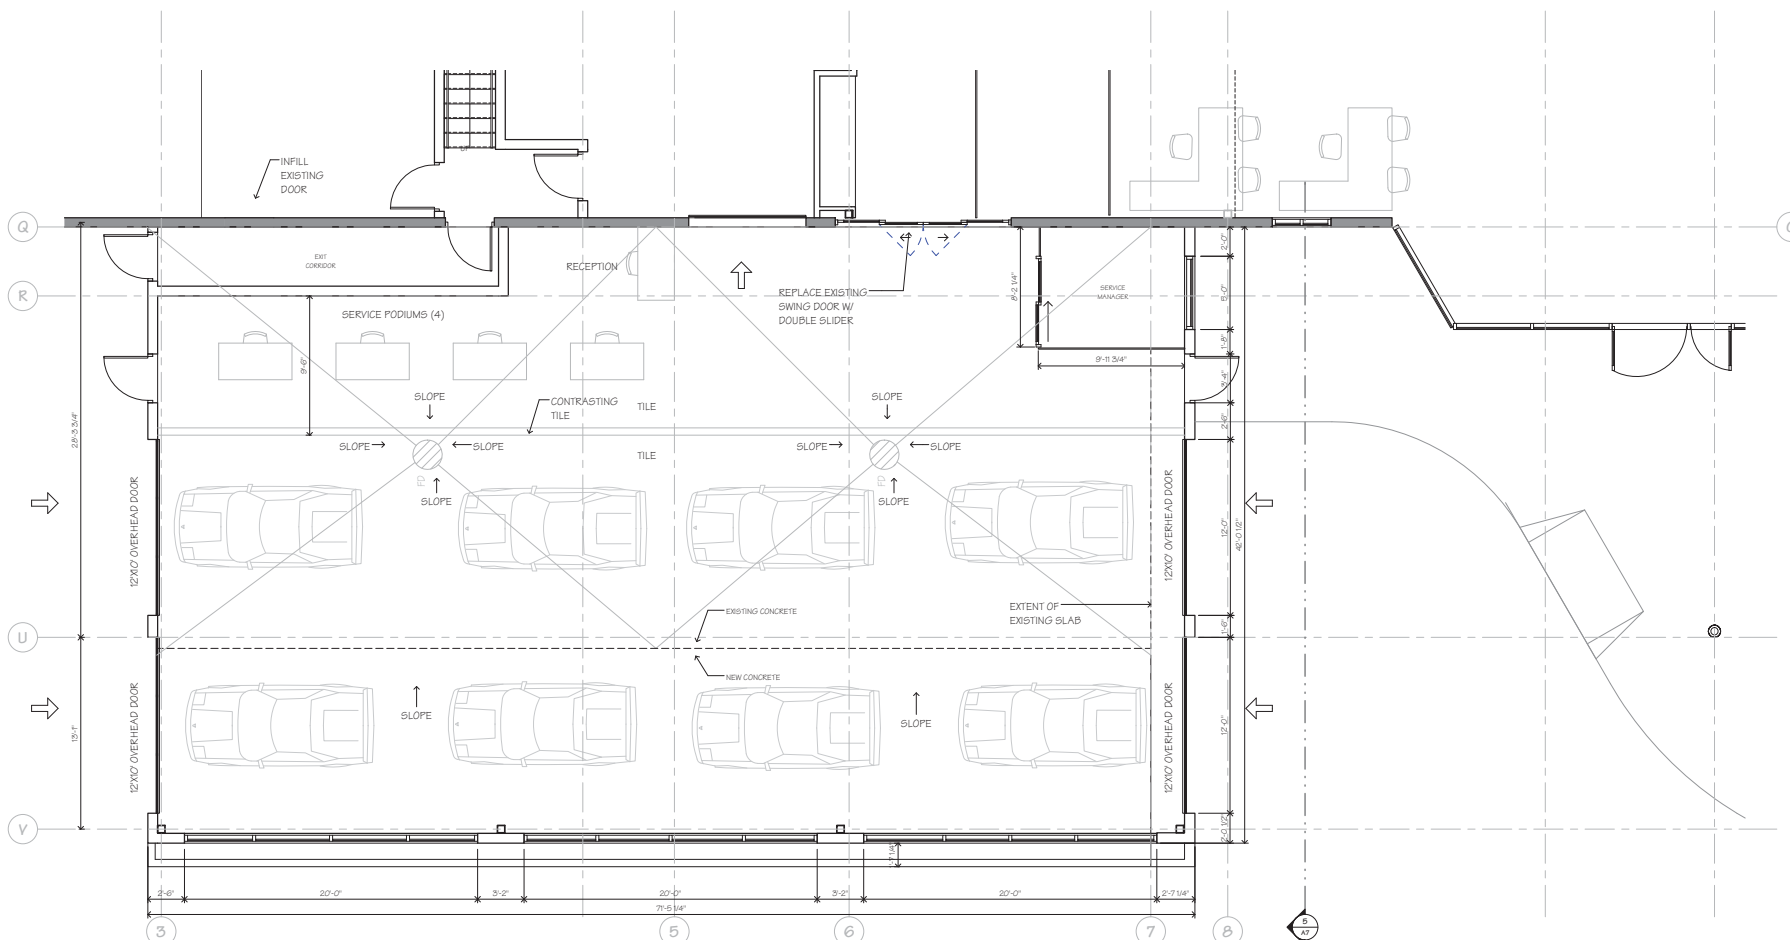 INFILL
EXISTING
DOOR
Q
EXIT
CORRIDOR
RECEPTION
REPLACE EXISTING
SWING DOOR W/
DOUBLE SLIDER
8'-2 1/4"
SERVICE
MANAGER
2'-0"
5'-0"
R
SERVICE PODIUMS (4)
9'-6"
9'-11 3/4"
1'-8"
3'-4"
SLOPE
CONTRASTING
TILE
TILE
SLOPE
2'-6"
28'-3 3/4"
SLOPE
SLOPE
TILE
SLOPE
SLOPE
FD
SLOPE
FD
SLOPE
12'X10' OVERHEAD DOOR
12'X10' OVERHEAD DOOR
12'-0"
42'-0 1/2"
EXISTING CONCRETE
EXTENT OF
EXISTING SLAB
1'-6"
U
NEW CONCRETE
13'-1"
12'X10' OVERHEAD DOOR
SLOPE
SLOPE
12'X10' OVERHEAD DOOR
12'-0"
V
2'-0 1/2"
2'-6"
20'-0"
3'-2"
20'-0"
3'-2"
20'-0"
2'-7 1/4"
71'-5 1/4"
3
5
6
7
8
5
A7